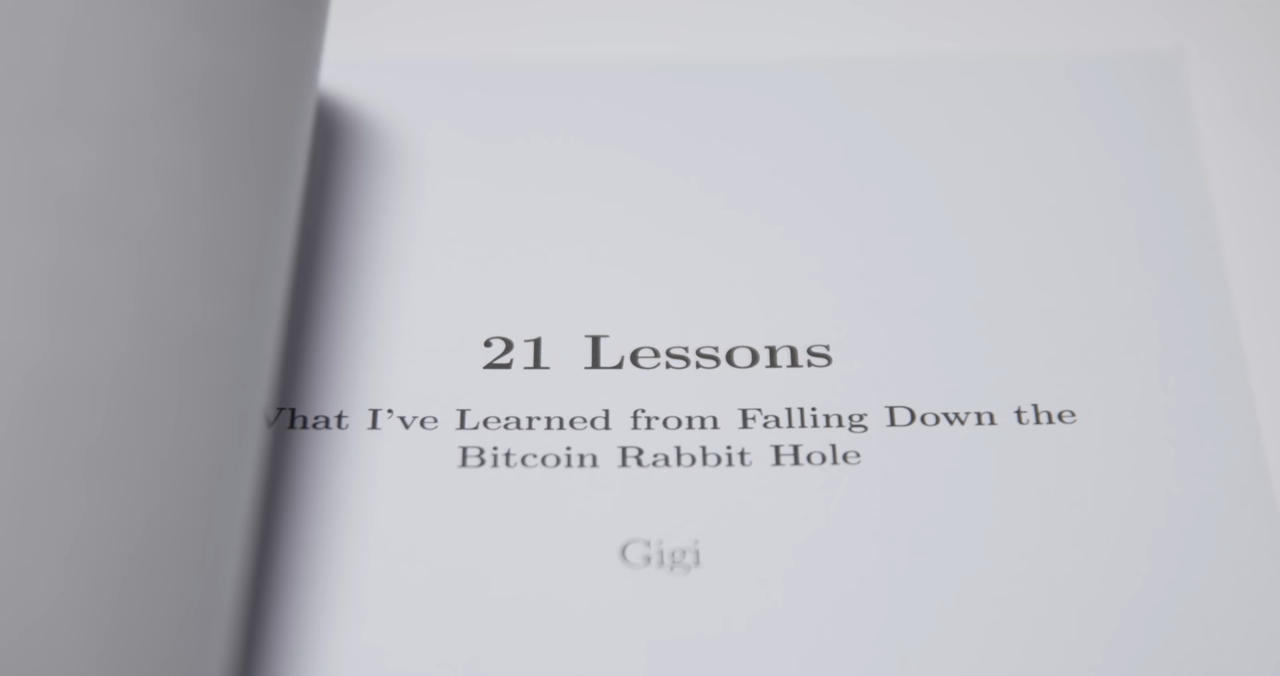 21 Lessons
What I've Learned from Falling Down the
Bitcoin Rabbit Hole
Gigi